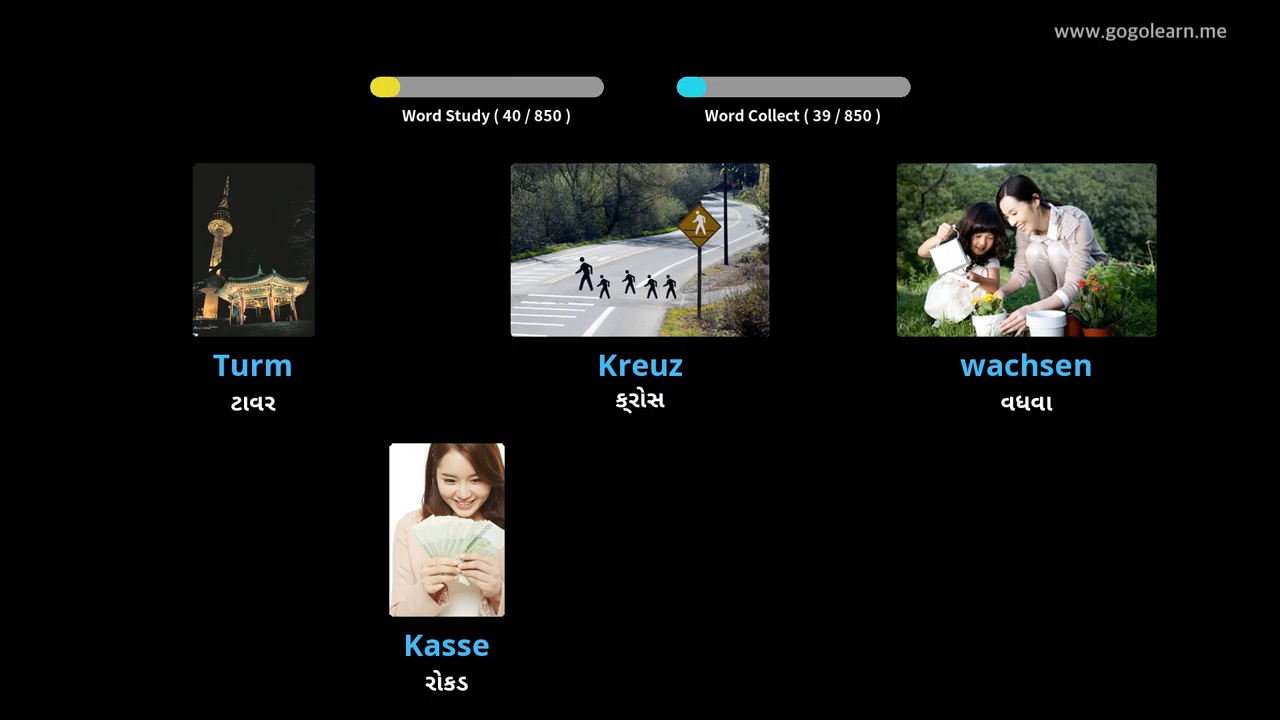 www.gogolearn.me
Word Study ( 40 / 850 )
Word Collect ( 39 / 850 )
Turm
ટાવર
Kreuz
ક્રોસ
wachsen
વધવા
Kasse
રોકડ